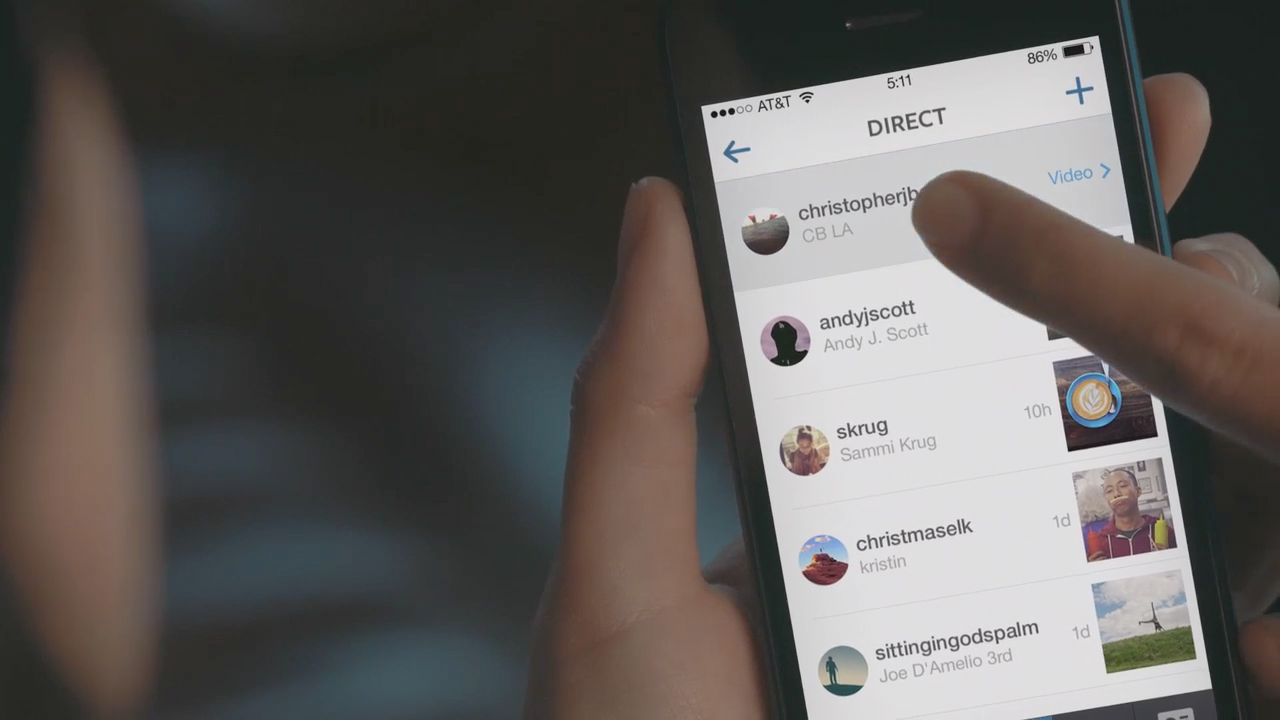 AT&T 5:11 86%
DIRECT
christopherjb
CB LA
Video
andyjscott
Andy J. Scott
skrug
Sammi Krug
10h
christmaselk
kristin
1d
sittingingodspalm
Joe D'Amelio 3rd
1d